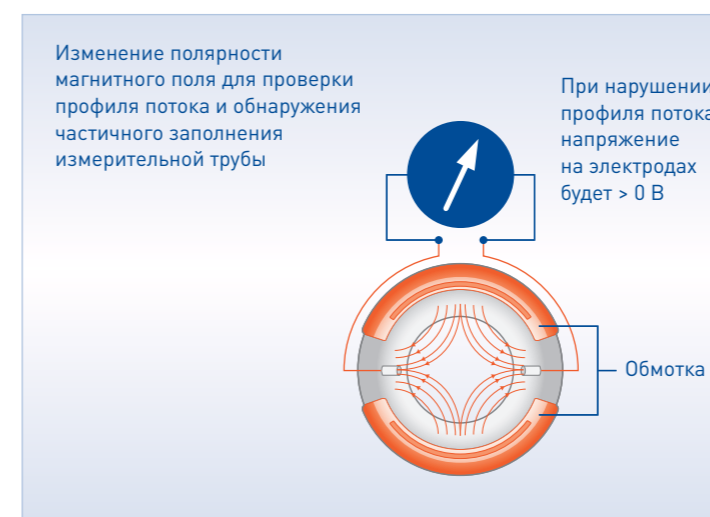 Изменение полярности
магнитного поля для проверки
профиля потока и обнаружения
частичного заполнения
измерительной трубы
При нарушении
профиля потока
напряжение
на электродах
будет > 0 В
Обмотка